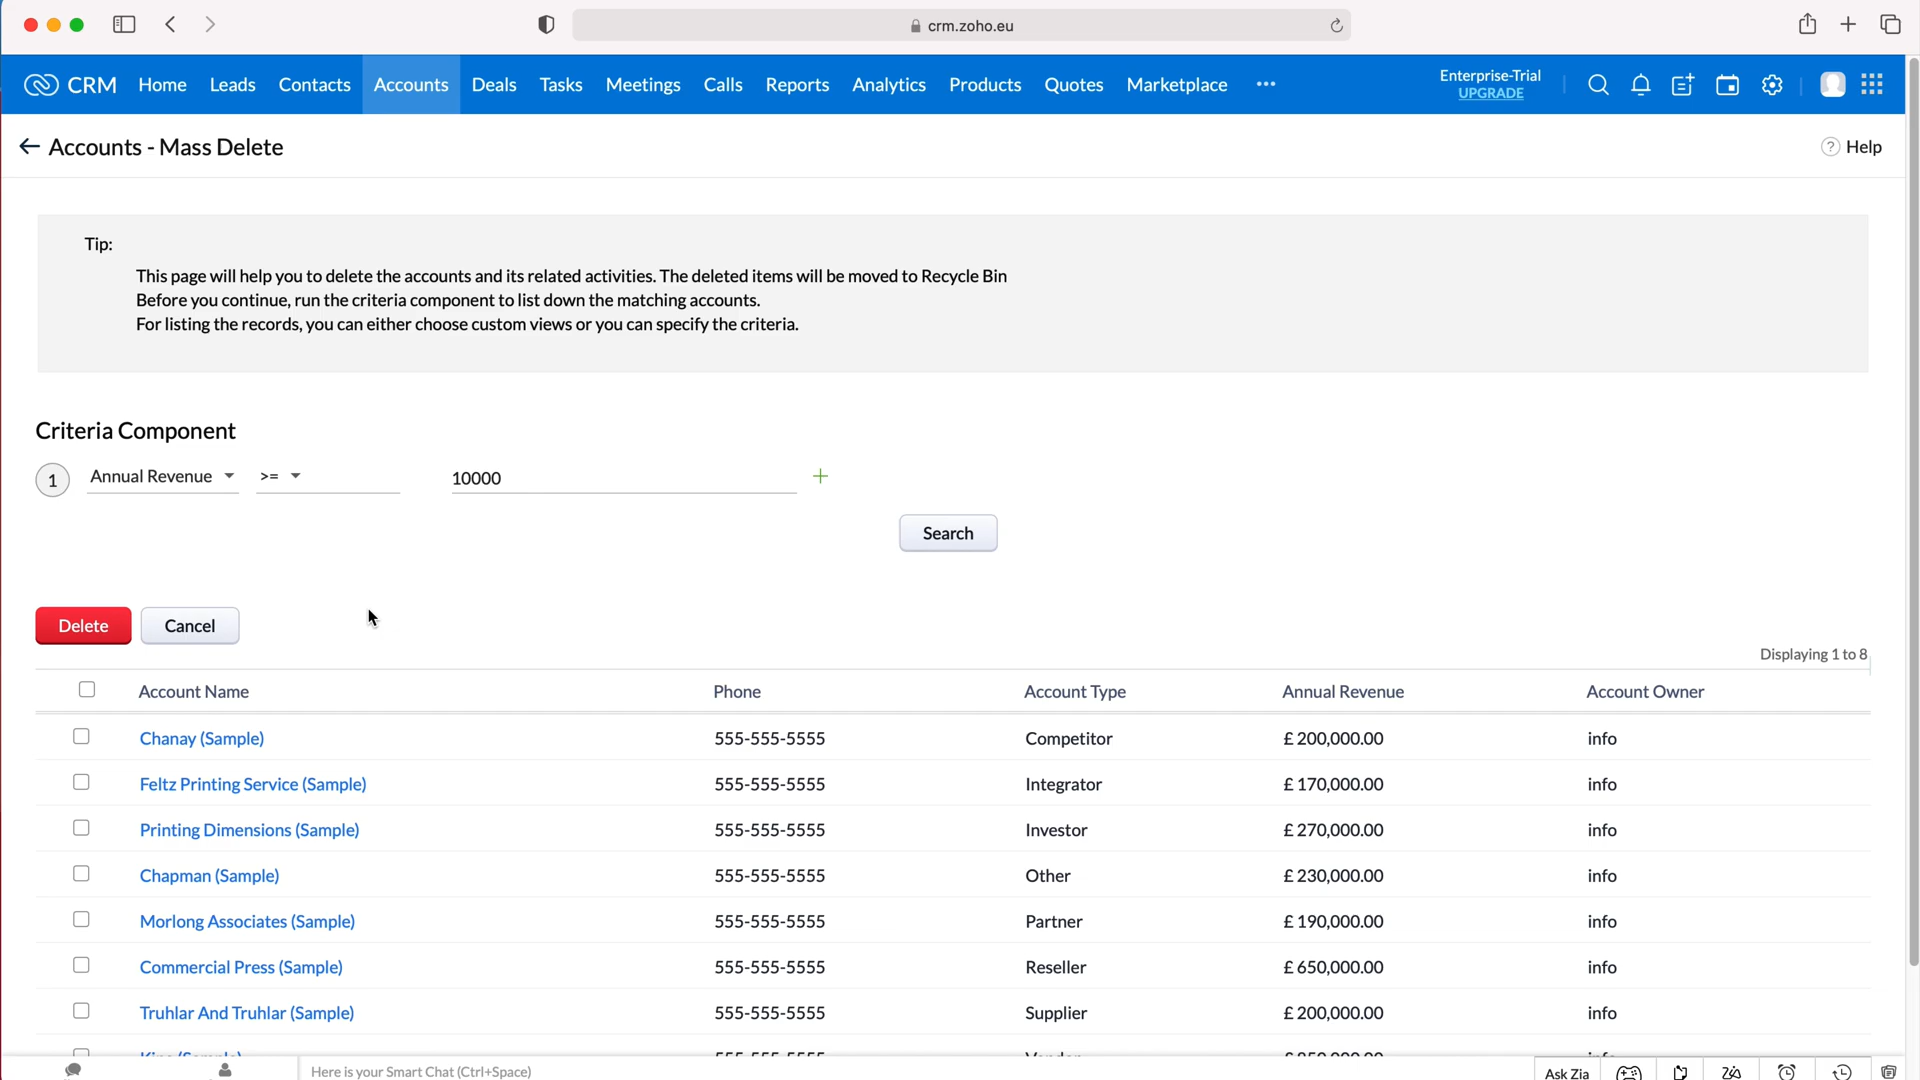 crm.zoho.eu
CRM Home Leads Contacts Accounts Deals Tasks Meetings Calls Reports Analytics Products Quotes Marketplace
Enterprise-Trial
UPGRADE
Accounts - Mass Delete
? Help
Tip:
This page will help you to delete the accounts and its related activities. The deleted items will be moved to Recycle Bin
Before you continue, run the criteria component to list down the matching accounts.
For listing the records, you can either choose custom views or you can specify the criteria.
Criteria Component
1 Annual Revenue >= 10000 +
Search
Delete Cancel
Displaying 1 to 8
Account Name Phone Account Type Annual Revenue Account Owner
Chanay (Sample) 555-555-5555 Competitor £ 200,000.00 info
Feltz Printing Service (Sample) 555-555-5555 Integrator £ 170,000.00 info
Printing Dimensions (Sample) 555-555-5555 Investor £ 270,000.00 info
Chapman (Sample) 555-555-5555 Other £ 230,000.00 info
Morlong Associates (Sample) 555-555-5555 Partner £ 190,000.00 info
Commercial Press (Sample) 555-555-5555 Reseller £ 650,000.00 info
Truhlar And Truhlar (Sample) 555-555-5555 Supplier £ 200,000.00 info
Here is your Smart Chat (Ctrl+Space)
Ask Zia